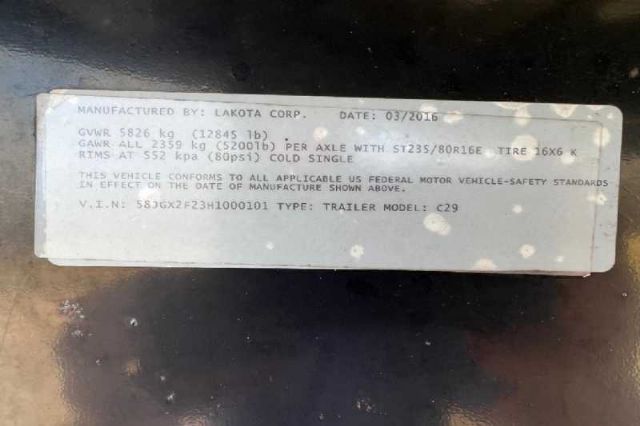 MANUFACTURED BY: LAKOTA CORP. DATE: 03/2016
GVWR 5826 kg (12845 lb)
GAWR ALL 2359 kg (5200lb) PER AXLE WITH ST235/80R16E TIRE 16X6 K
RIMS AT 552 kpa (80psi) COLD SINGLE
THIS VEHICLE CONFORMS TO ALL APPLICABLE US FEDERAL MOTOR VEHICLE-SAFETY STANDARDS
IN EFFECT ON THE DATE OF MANUFACTURE SHOWN ABOVE.
V.I.N: 58JGX2F23H1000101 TYPE: TRAILER MODEL: C29